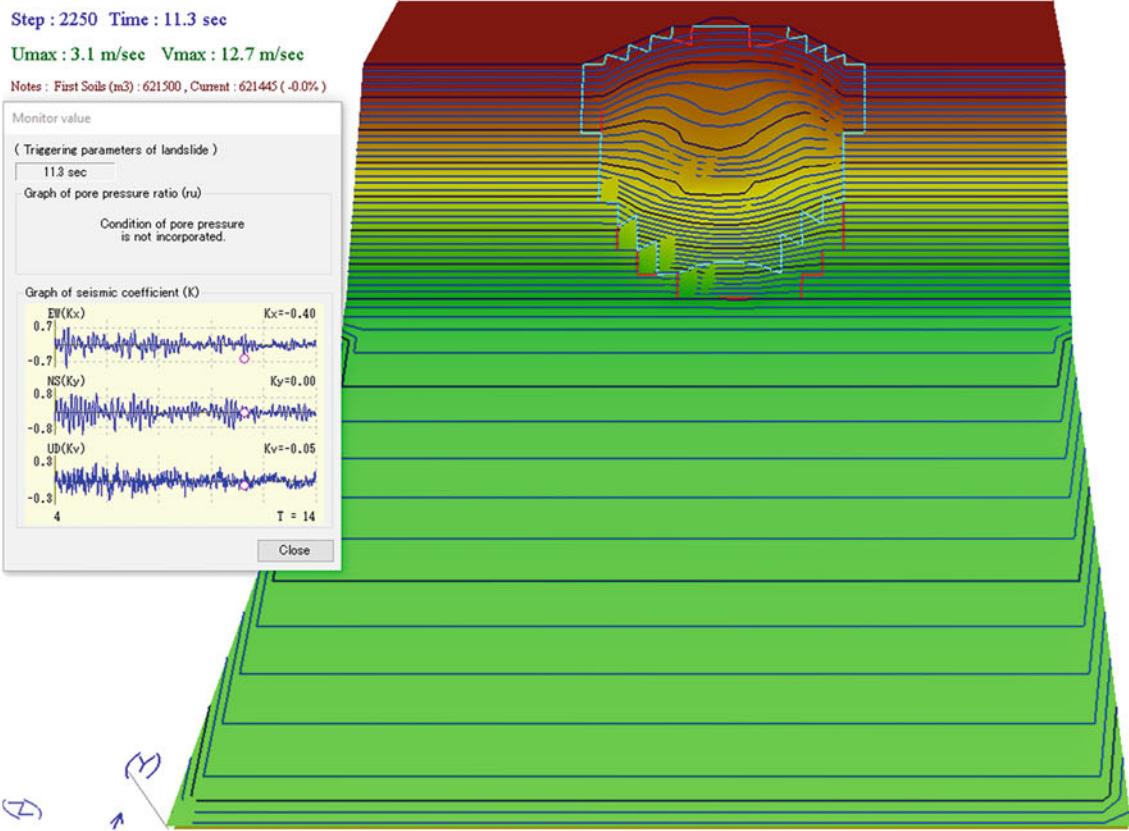 Step : 2250 Time : 11.3 sec
Umax : 3.1 m/sec Vmax : 12.7 m/sec
Notes : First Soils (m3) : 621500 , Current : 621445 ( -0.0% )
Monitor value
( Triggering parameters of landslide )
11.3 sec
Graph of pore pressure ratio (ru)
Condition of pore pressure
is not incorporated.
Graph of seismic coefficient (K)
EW(Kx) Kx=-0.40
0.7
-0.7
NS(Ky) Ky=0.00
0.8
-0.8
UD(Kv) Kv=-0.05
0.3
-0.3
4 T = 14
Close
(Y)
(Z)